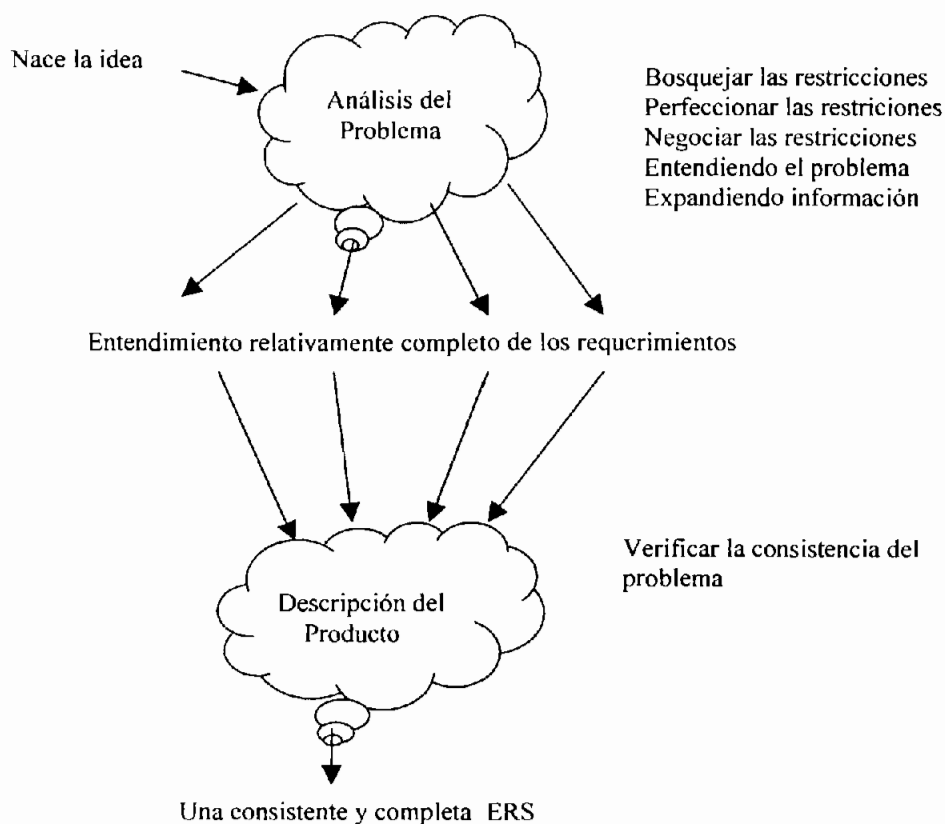 Nace la idea
Análisis del
Problema
Bosquejar las restricciones
Perfeccionar las restriciones
Negociar las restricciones
Entendiendo el problema
Expandiendo información
Entendimiento relativamente completo de los requerimientos
Verificar la consistencia del
problema
Descripción del
Producto
Una consistente y completa ERS